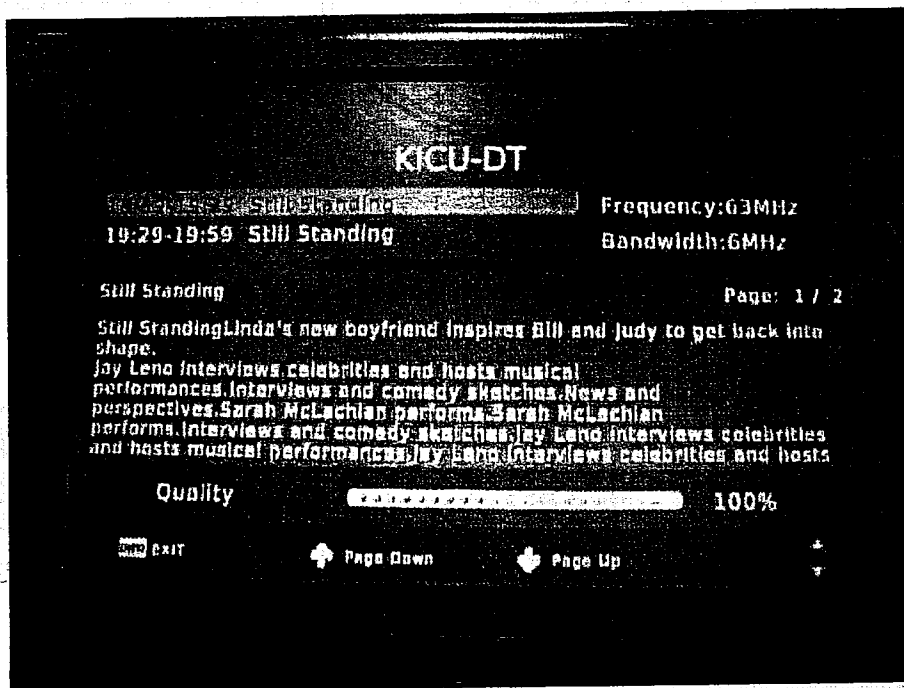 KICU-DT
Still Standing
Frequency:63MHz
19:29-19:59 Still Standing
Bandwidth:6MHz
Still Standing
Page: 1 / 2
Still StandingLinda's new boyfriend inspires Bill and Judy to get back into
shape.
Jay Leno interviews celebrities and hosts musical
performances.Interviews and comedy sketches.News and
perspectives.Sarah McLachlan performs.Sarah McLachlan
performs.Interviews and comedy sketches.Jay Leno interviews celebrities
and hosts musical performances.Jay Leno interviews celebrities and hosts
Quality
100%
EXIT
Page Down
Page Up